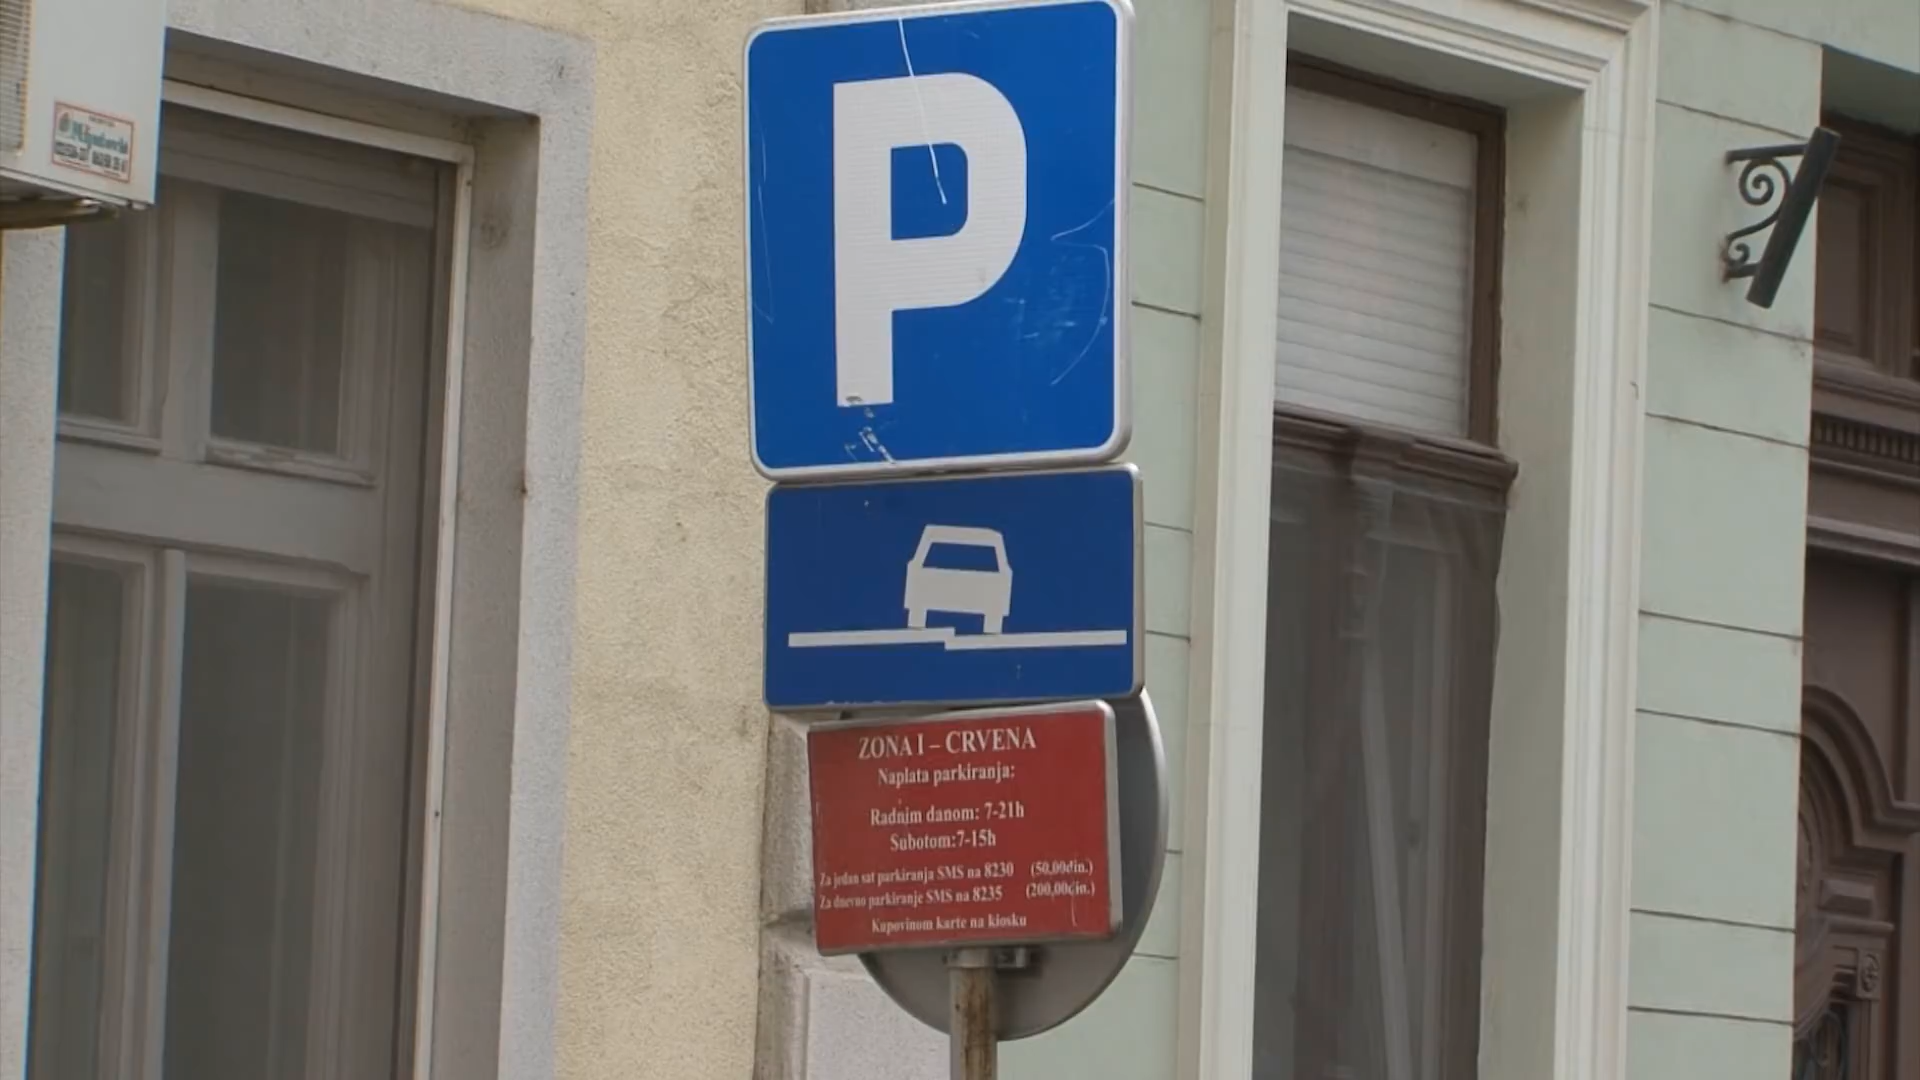 P
ZONA I – CRVENA
Naplata parkiranja:
Radnim danom: 7-21h
Subotom:7-15h
Za jedan sat parkiranja SMS na 8230 (50,00din.)
Za dnevno parkiranje SMS na 8235 (200,00din.)
Kupovinom karte na kiosku